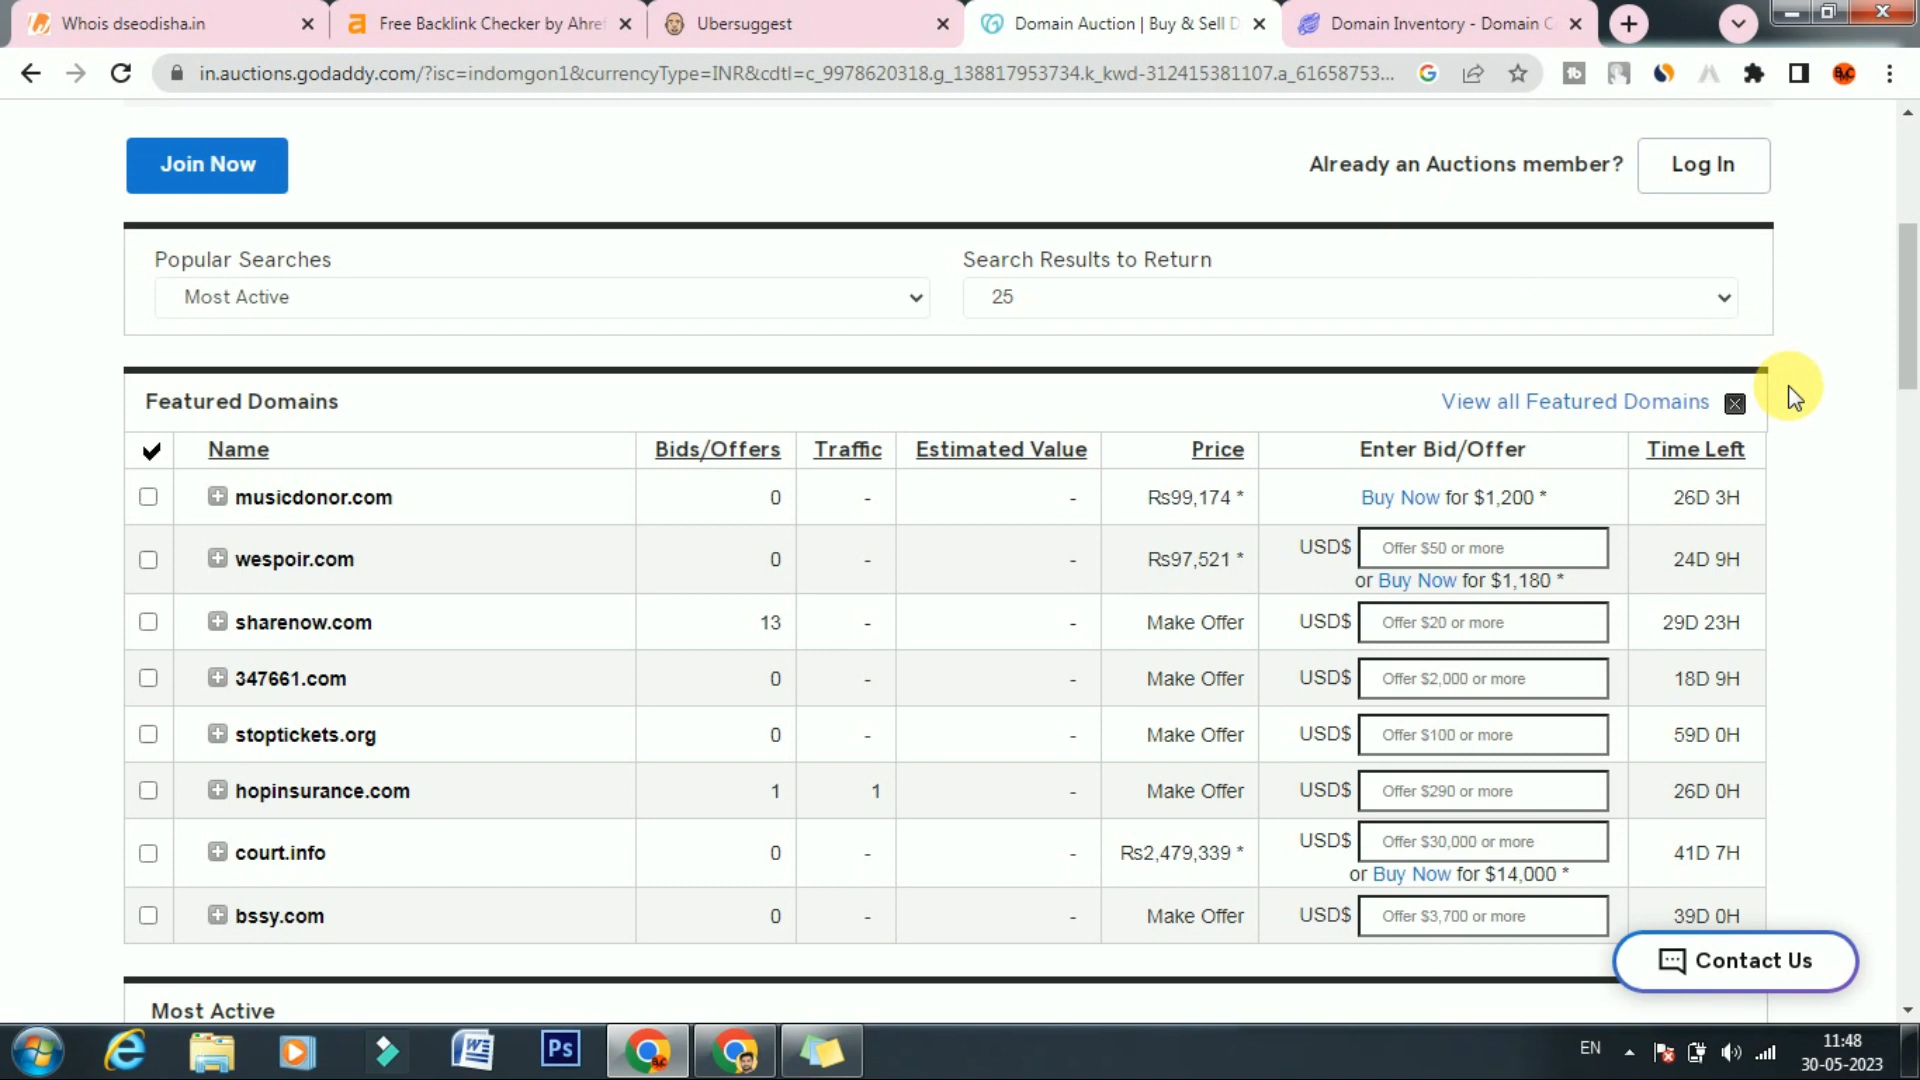 Whois dseodisha.in
Free Backlink Checker by Ahre
Ubersuggest
Domain Auction | Buy & Sell D
Domain Inventory - Domain C
in.auctions.godaddy.com/?isc=indomgon1&currencyType=INR&cdtl=c_9978620318.g_138817953734.k_kwd-312415381107.a_61658753...
Join Now
Already an Auctions member?
Log In
Popular Searches
Search Results to Return
Most Active
25
Featured Domains
View all Featured Domains
Name Bids/Offers Traffic Estimated Value Price Enter Bid/Offer Time Left
musicdonor.com 0 - - Rs99,174 * Buy Now for $1,200 * 26D 3H
wespoir.com 0 - - Rs97,521 * USD$ Offer $50 or more 24D 9H
or Buy Now for $1,180 *
sharenow.com 13 - - Make Offer USD$ Offer $20 or more 29D 23H
347661.com 0 - - Make Offer USD$ Offer $2,000 or more 18D 9H
stoptickets.org 0 - - Make Offer USD$ Offer $100 or more 59D 0H
hopinsurance.com 1 1 - Make Offer USD$ Offer $290 or more 26D 0H
court.info 0 - - Rs2,479,339 * USD$ Offer $30,000 or more 41D 7H
or Buy Now for $14,000 *
bssy.com 0 - - Make Offer USD$ Offer $3,700 or more 39D 0H
Contact Us
Most Active
Ps
EN
11:48
30-05-2023